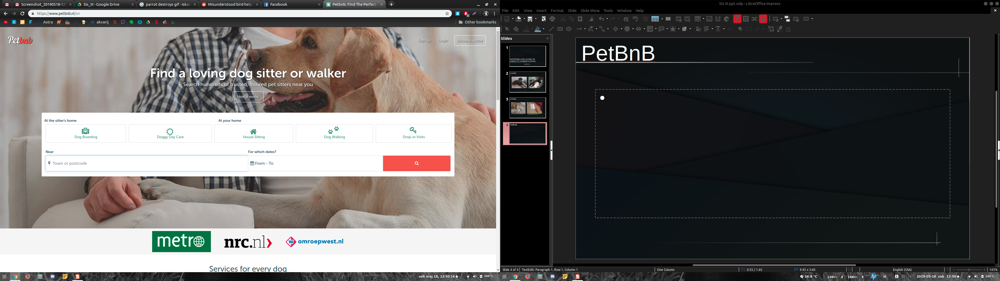 Screenshot_20190518-120
Sis_III - Google Drive
parrot destroys gif - Iskan
Misunderstood bird help
Facebook
Petbnb: Find The Perfect
https://www.petbnb.nl/en
Astra
akvarij
Other bookmarks
Petbnb
Sign-up
Login
Become a sitter
Find a loving dog sitter or walker
Search hundreds of trusted, insured pet sitters near you
How it works
At the sitter's home
At your home
Dog Boarding
Doggy Day Care
House Sitting
Dog Walking
Drop-in Visits
Near
For which dates?
Town or postcode
From - To
metro
nrc.nl
omroepwest.nl
Services for every dog
sob maj 18, 13:50:16
100 %
Sis III ppt.odp - LibreOffice Impress
File Edit View Insert Format Slide Slide Show Tools Window Help
Slides
1
INFORMACIJSKI SISTEM ZA
VARSTVO DOMAČIH ŽIVALI
2
UVOD
3
UVOD
4
PetBnB
PetBnB
Slide 4 of 4
TextEdit: Paragraph 1, Row 1, Column 1
One Column
0.55 / 1.45
9.92 x 3.60
English (USA)
143%
16.8 °C
126B/s
186B/s
hp
sl
2019-05-18 sob 13:50
100 %